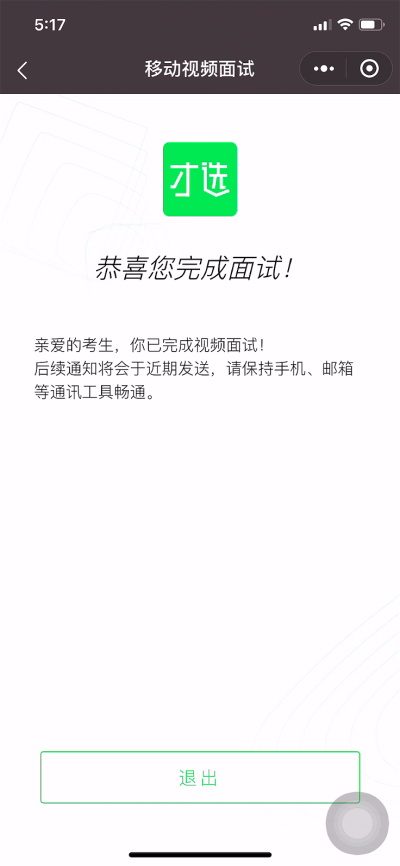 5:17
移动视频面试
才选
恭喜您完成面试！
亲爱的考生，你已完成视频面试！
后续通知将会于近期发送，请保持手机、邮箱
等通讯工具畅通。
退出